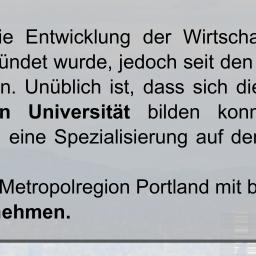 ie Entwicklung der Wirtscha
ündet wurde, jedoch seit den
n. Unüblich ist, dass sich die
n Universität bilden konn
eine Spezialisierung auf der
Metropolregion Portland mit b
nehmen.